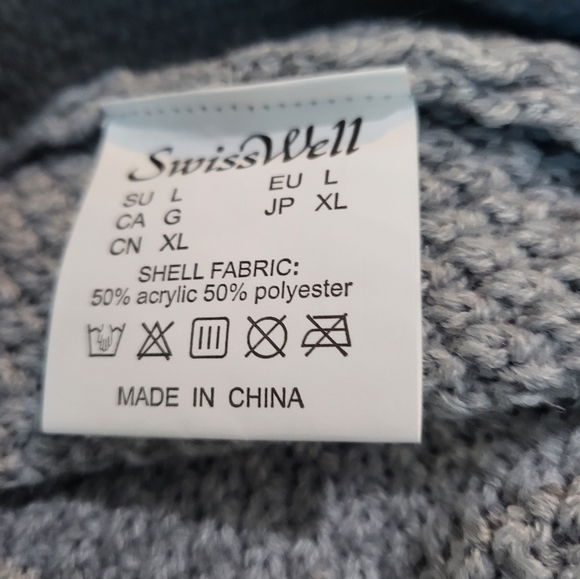 SwissWell
SU L EU L
CA G JP XL
CN XL
SHELL FABRIC:
50% acrylic 50% polyester
MADE IN CHINA